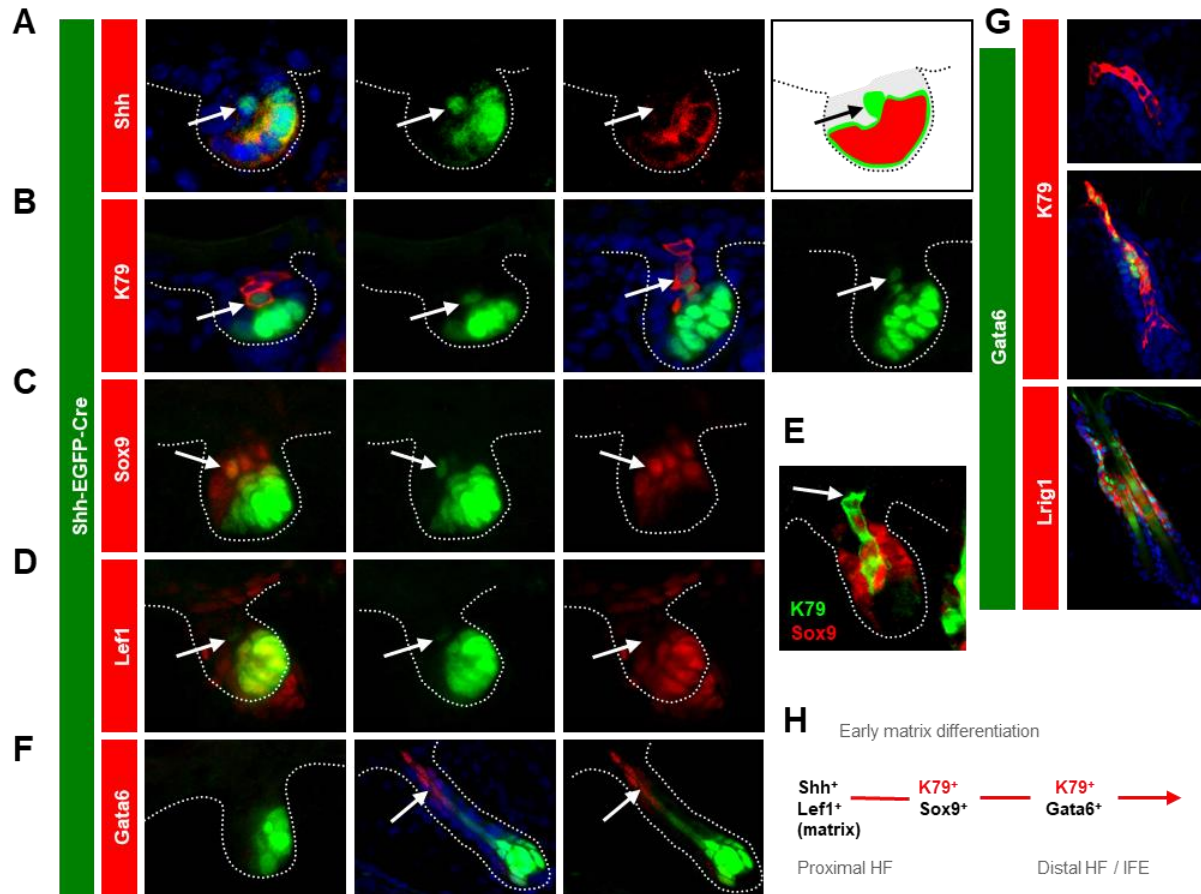 A
Shh-EGFP-Cre
Shh
B
K79
C
Sox9
D
Lef1
E
K79
Sox9
F
Gata6
G
Gata6
K79
Lrig1
H
Early matrix differentiation
Shh⁺
Lef1⁺
(matrix)
K79⁺
Sox9⁺
K79⁺
Gata6⁺
Proximal HF
Distal HF / IFE